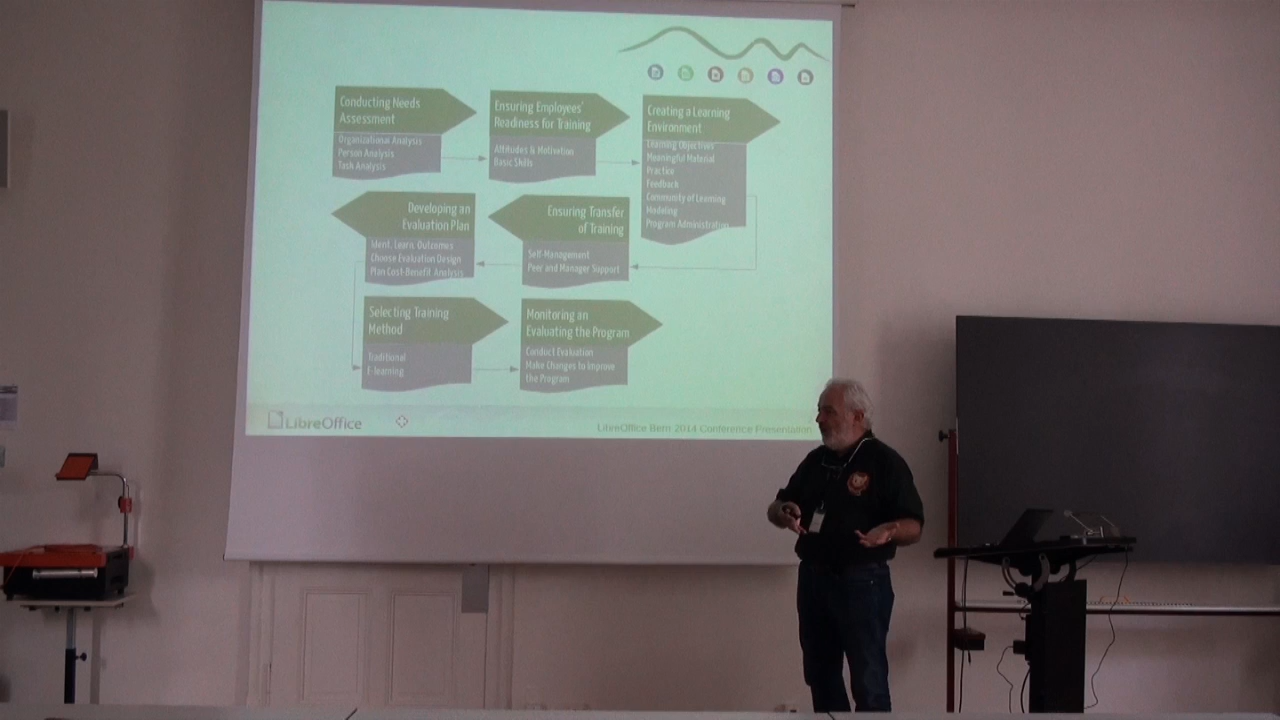 Conducting Needs
Assessment
Organizational Analysis
Person Analysis
Task Analysis
Ensuring Employees'
Readiness for Training
Attitudes & Motivation
Basic Skills
Creating a Learning
Environment
Learning Objectives
Meaningful Material
Practice
Feedback
Community of Learning
Modeling
Program Administration
Developing an
Evaluation Plan
Ident. Learn. Outcomes
Choose Evaluation Design
Plan Cost-Benefit Analysis
Ensuring Transfer
of Training
Self-Management
Peer and Manager Support
Selecting Training
Method
Traditional
E-learning
Monitoring an
Evaluating the Program
Conduct Evaluation
Make Changes to Improve
the Program
LibreOffice
LibreOffice Bern 2014 Conference Presentation